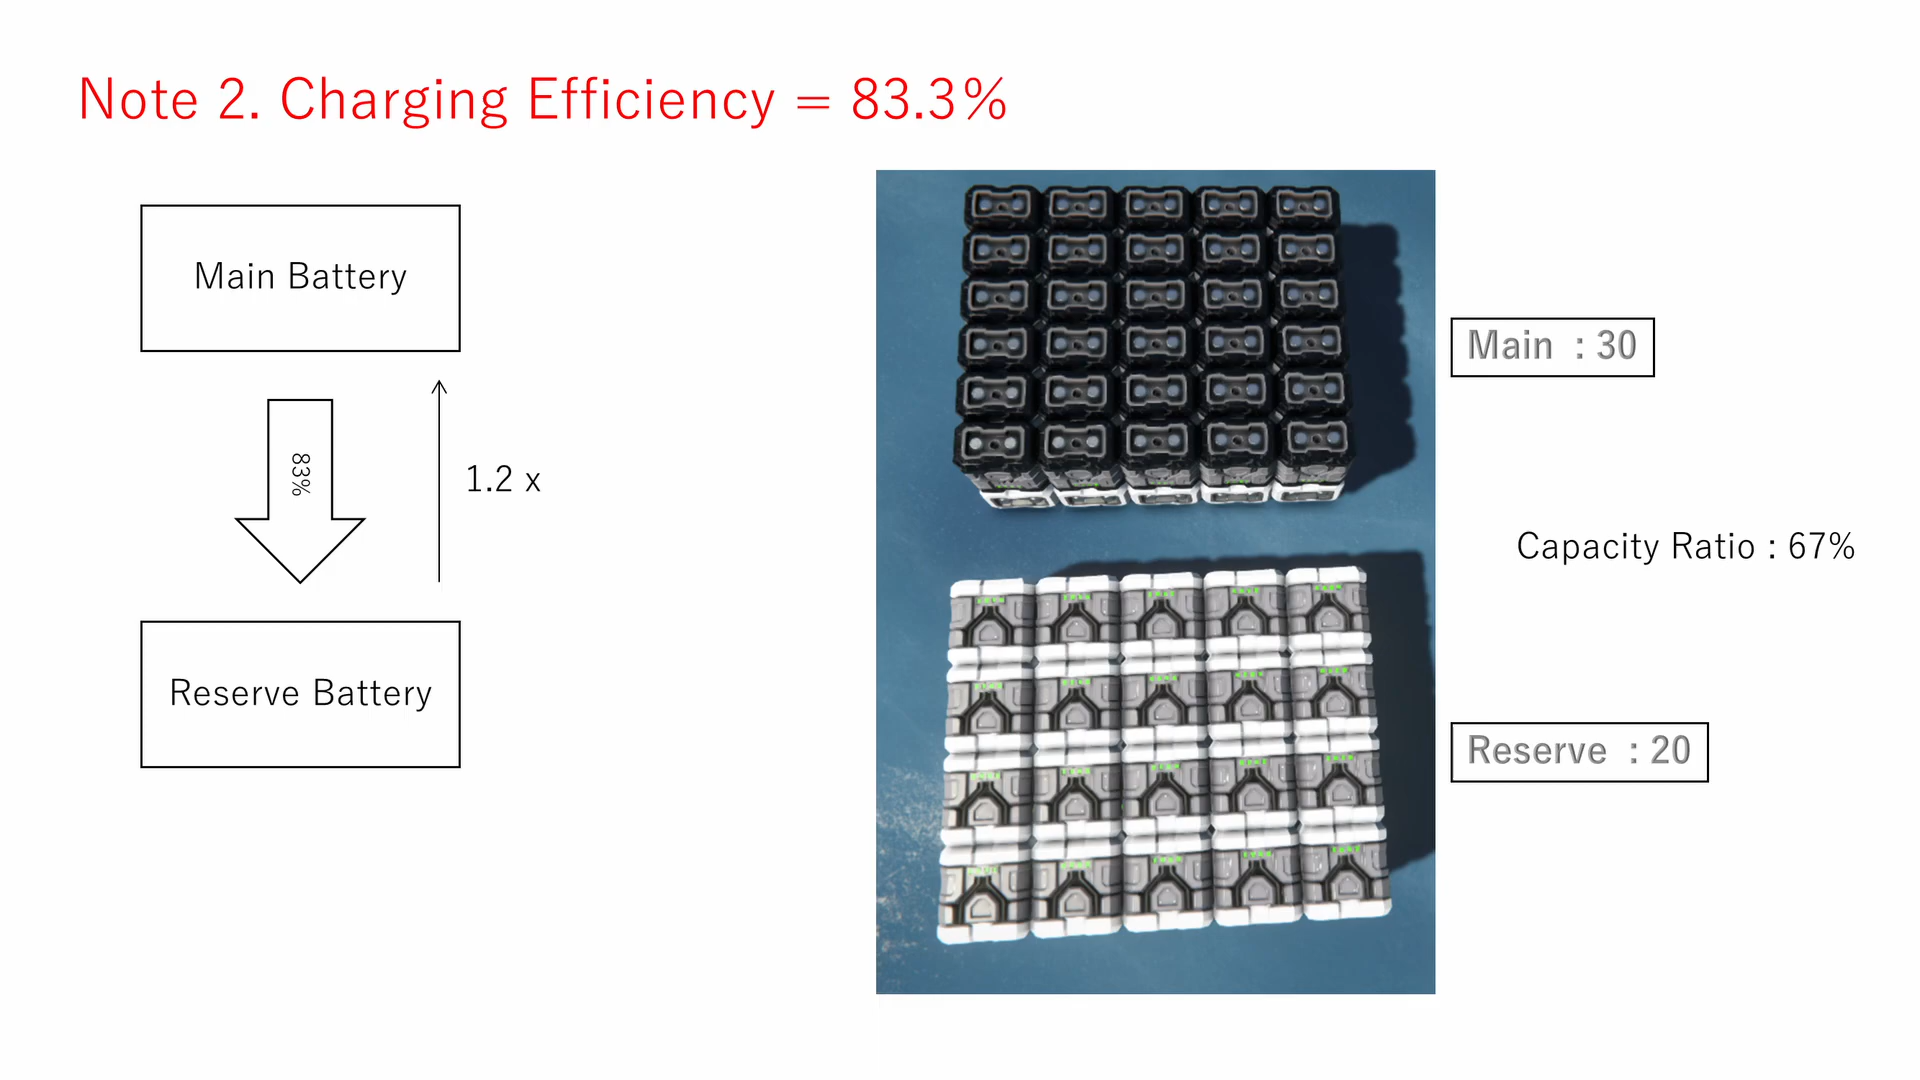 Note 2. Charging Efficiency = 83.3%
Main Battery
83%
1.2 x
Reserve Battery
Main : 30
Capacity Ratio : 67%
Reserve : 20